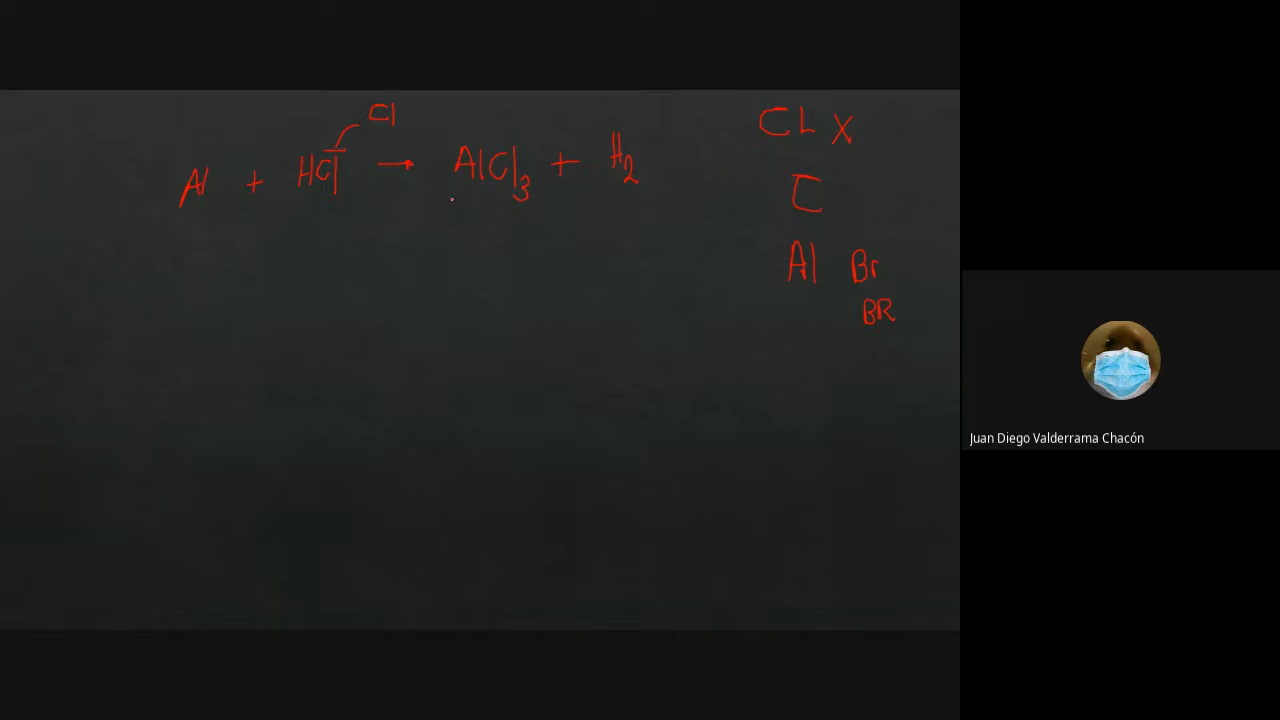 Cl
Al + HCl → AlCl3 + H2
CL X
C
Al Br
BR
Juan Diego Valderrama Chacón